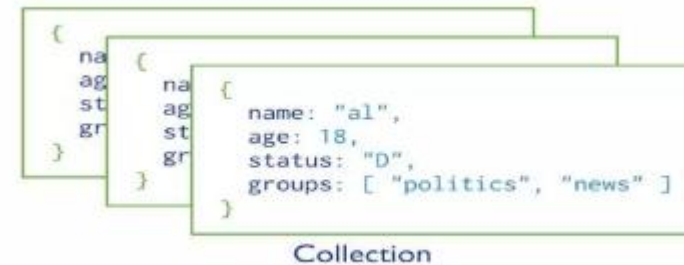 {
na
ag
st
gr
}
{
na
ag
st
gr
}
{
name: "al",
age: 18,
status: "D",
groups: [ "politics", "news" ]
}
Collection